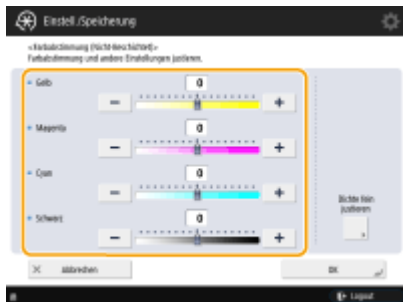 Einstell./Speicherung
<Farbabstimmung (Nicht-Beschichtet)>
Farbabstimmung und andere Einstellungen justieren.
Gelb
0
− +
Magenta
0
− +
Cyan
0
− +
Dichte fein
justieren
Schwarz
0
− +
Abbrechen
OK
Logout